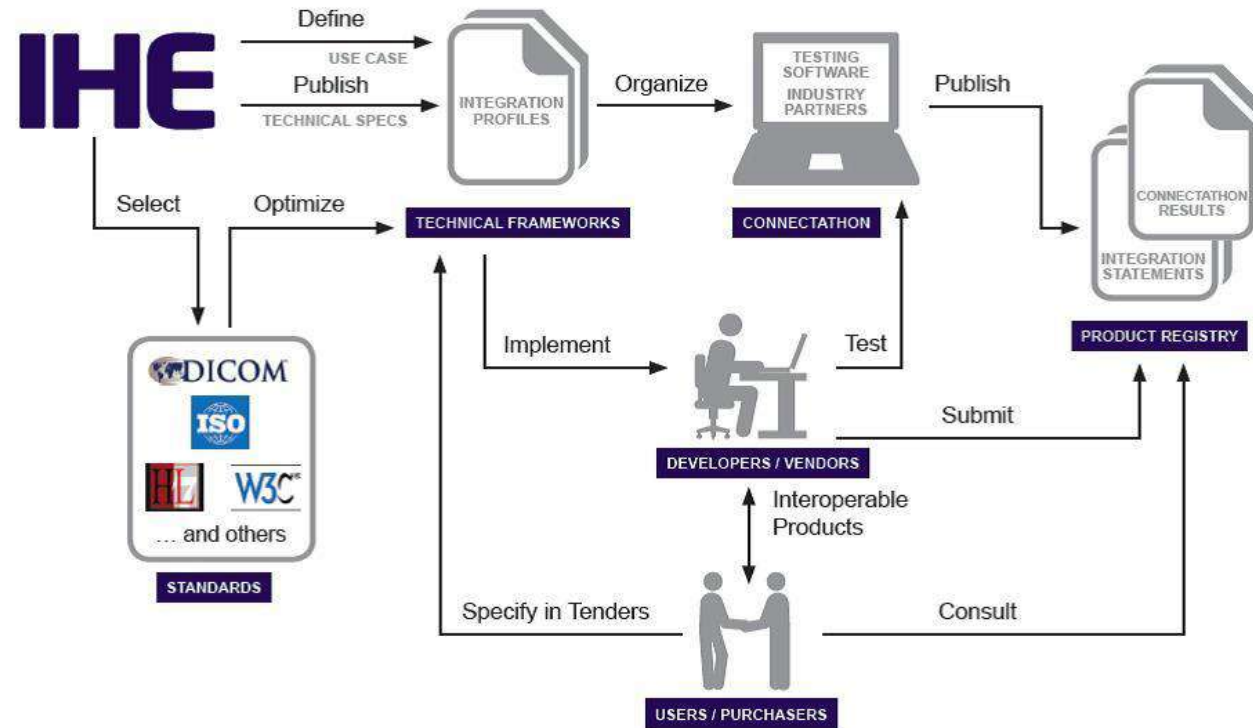 IHE
Define
USE CASE
Publish
TECHNICAL SPECS
INTEGRATION
PROFILES
Organize
TESTING
SOFTWARE
INDUSTRY
PARTNERS
Publish
CONNECTATHON
RESULTS
INTEGRATION
STATEMENTS
Select
Optimize
TECHNICAL FRAMEWORKS
CONNECTATHON
PRODUCT REGISTRY
Implement
Test
Submit
DICOM
ISO
HL7
W3C
... and others
STANDARDS
DEVELOPERS / VENDORS
Interoperable
Products
Specify in Tenders
Consult
USERS / PURCHASERS